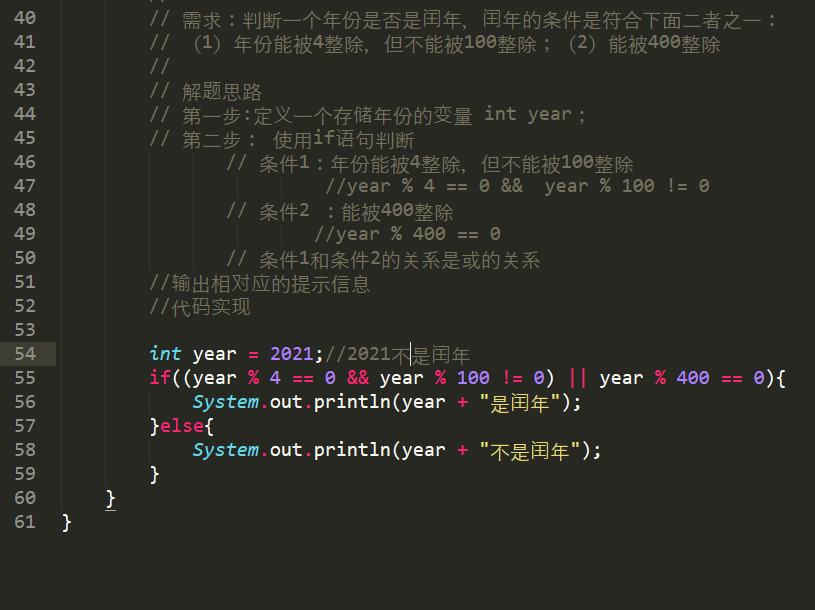 40 // 需求：判断一个年份是否是闰年，闰年的条件是符合下面二者之一：
41 // （1）年份能被4整除，但不能被100整除；（2）能被400整除
42 //
43 // 解题思路
44 // 第一步:定义一个存储年份的变量 int year；
45 // 第二步： 使用if语句判断
46 // 条件1：年份能被4整除，但不能被100整除
47 //year % 4 == 0 &&  year % 100 != 0
48 // 条件2 ：能被400整除
49 //year % 400 == 0
50 // 条件1和条件2的关系是或的关系
51 //输出相对应的提示信息
52 //代码实现
53
54 int year = 2021;//2021不是闰年
55 if((year % 4 == 0 && year % 100 != 0) || year % 400 == 0){
56 System.out.println(year + "是闰年");
57 }else{
58 System.out.println(year + "不是闰年");
59 }
60 }
61 }